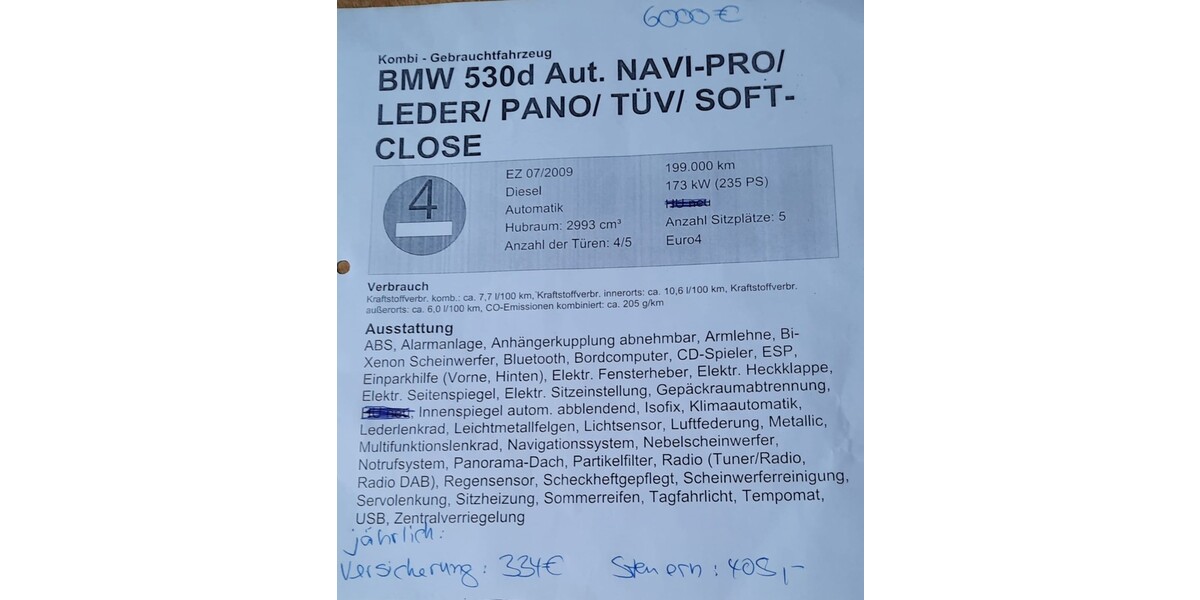 6000 €
Kombi - Gebrauchtfahrzeug
BMW 530d Aut. NAVI-PRO/
LEDER/ PANO/ TÜV/ SOFT-
CLOSE
4
EZ 07/2009
Diesel
Automatik
Hubraum: 2993 cm³
Anzahl der Türen: 4/5
199.000 km
173 kW (235 PS)
HU neu
Anzahl Sitzplätze: 5
Euro4
Verbrauch
Kraftstoffverbr. komb.: ca. 7,7 l/100 km, Kraftstoffverbr. innerorts: ca. 10,6 l/100 km, Kraftstoffverbr.
außerorts: ca. 6,0 l/100 km, CO-Emissionen kombiniert: ca. 205 g/km
Ausstattung
ABS, Alarmanlage, Anhängerkupplung abnehmbar, Armlehne, Bi-
Xenon Scheinwerfer, Bluetooth, Bordcomputer, CD-Spieler, ESP,
Einparkhilfe (Vorne, Hinten), Elektr. Fensterheber, Elektr. Heckklappe,
Elektr. Seitenspiegel, Elektr. Sitzeinstellung, Gepäckraumabtrennung,
HU neu, Innenspiegel autom. abblendend, Isofix, Klimaautomatik,
Lederlenkrad, Leichtmetallfelgen, Lichtsensor, Luftfederung, Metallic,
Multifunktionslenkrad, Navigationssystem, Nebelscheinwerfer,
Notrufsystem, Panorama-Dach, Partikelfilter, Radio (Tuner/Radio,
Radio DAB), Regensensor, Scheckheftgepflegt, Scheinwerferreinigung,
Servolenkung, Sitzheizung, Sommerreifen, Tagfahrlicht, Tempomat,
USB, Zentralverriegelung
jährlich:
Versicherung: 334€ Steuern: